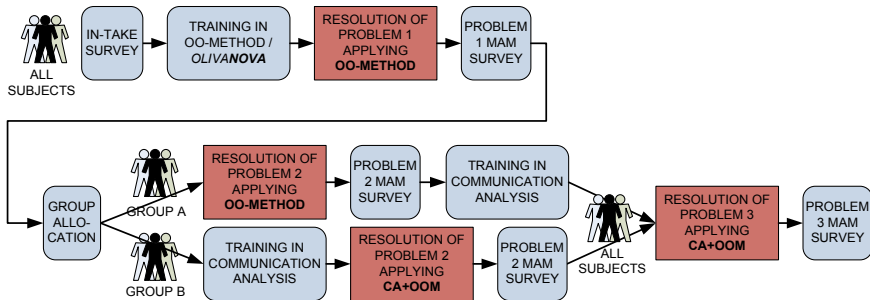 ALL
SUBJECTS
IN-TAKE
SURVEY
TRAINING IN
OO-METHOD /
OLIVANOVA
RESOLUTION OF
PROBLEM 1
APPLYING
OO-METHOD
PROBLEM
1 MAM
SURVEY
GROUP
ALLO-
CATION
GROUP A
RESOLUTION OF
PROBLEM 2
APPLYING
OO-METHOD
PROBLEM
2 MAM
SURVEY
TRAINING IN
COMMUNICATION
ANALYSIS
GROUP B
TRAINING IN
COMMUNICATION
ANALYSIS
RESOLUTION OF
PROBLEM 2
APPLYING
CA+OOM
PROBLEM
2 MAM
SURVEY
ALL
SUBJECTS
RESOLUTION OF
PROBLEM 3
APPLYING
CA+OOM
PROBLEM
3 MAM
SURVEY